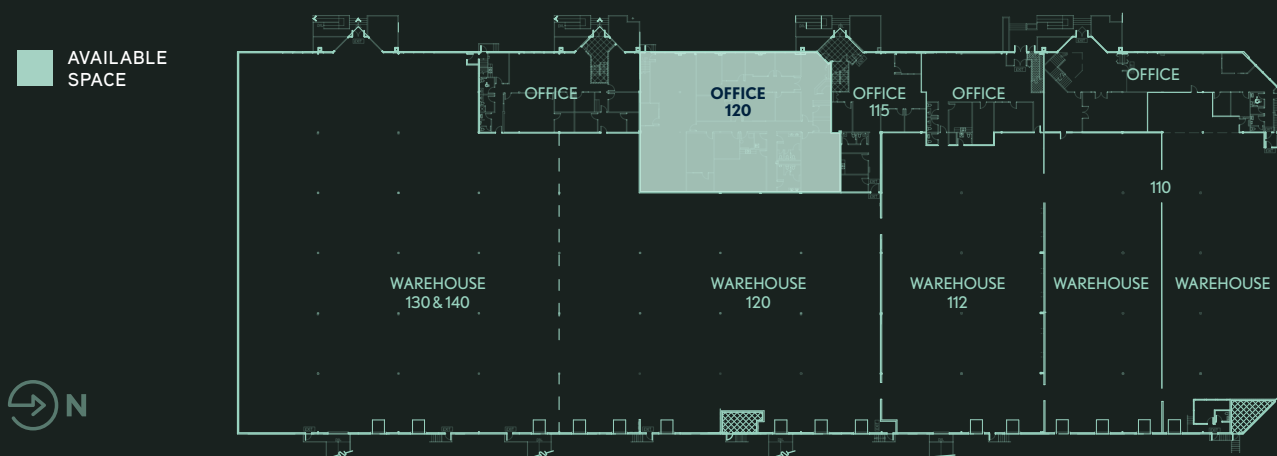 AVAILABLE
SPACE
OFFICE
OFFICE
120
OFFICE
115
OFFICE
OFFICE
110
WAREHOUSE
130 & 140
WAREHOUSE
120
WAREHOUSE
112
WAREHOUSE
WAREHOUSE
N